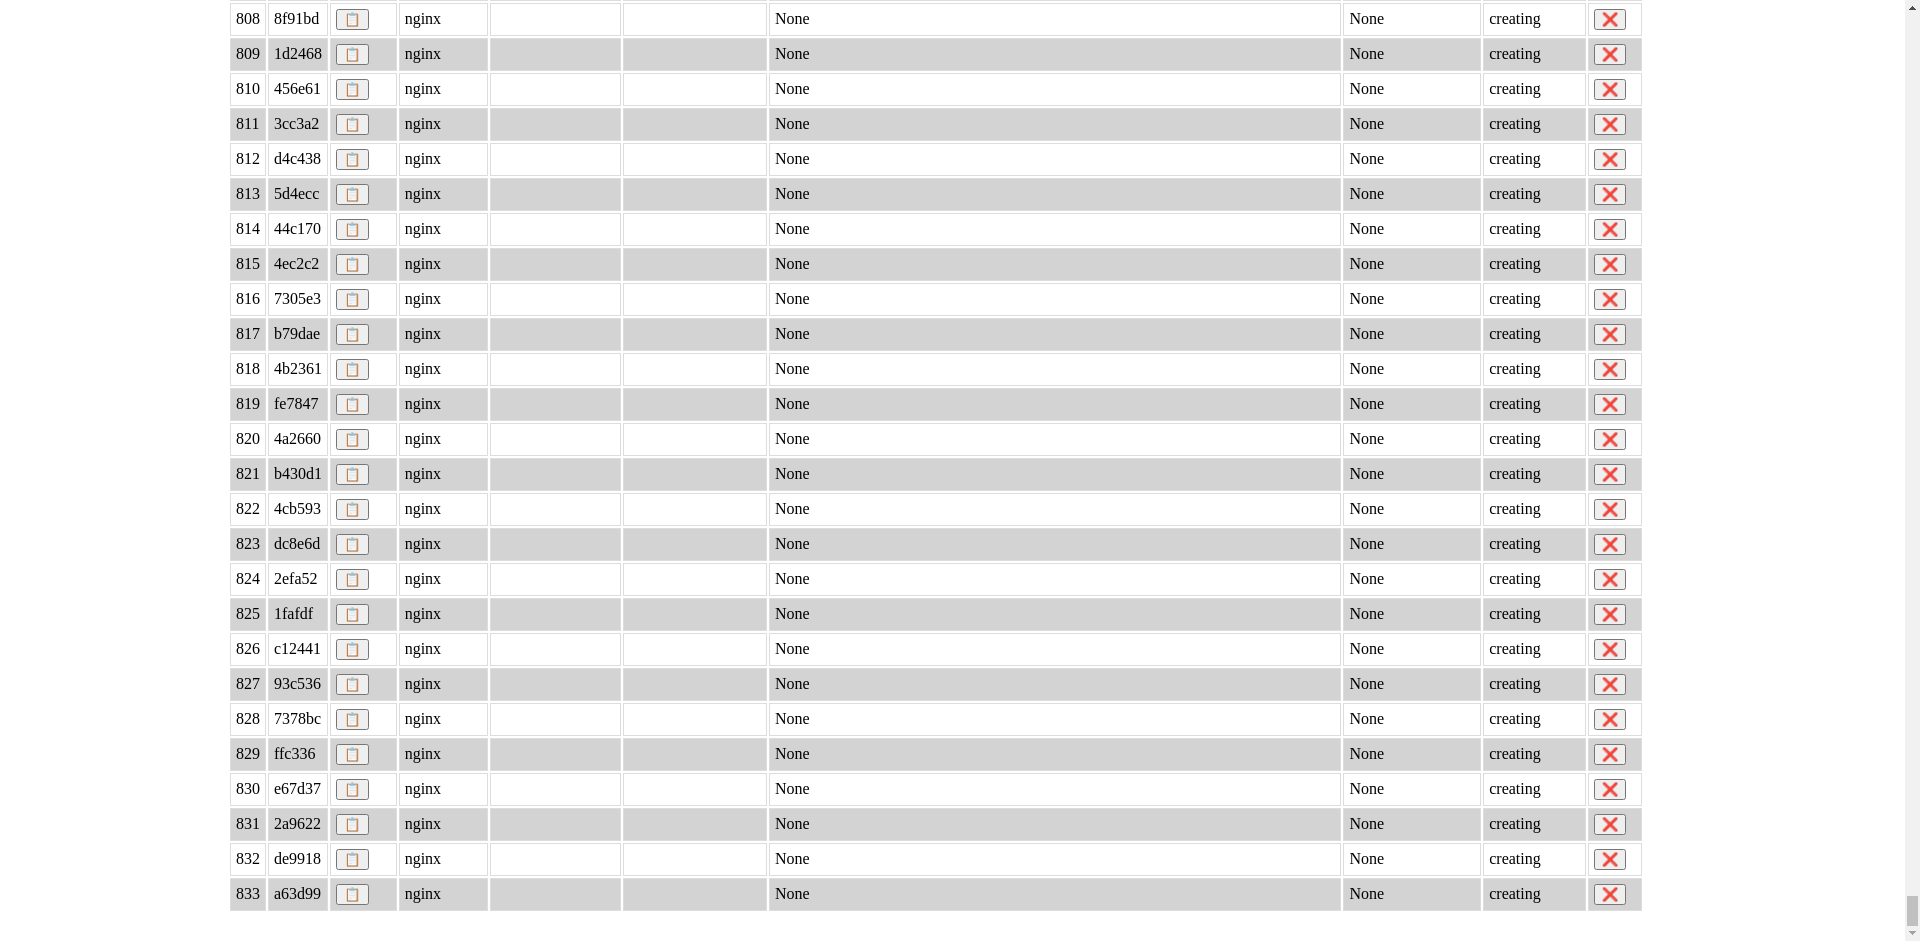 808 8f91bd nginx None None creating
809 1d2468 nginx None None creating
810 456e61 nginx None None creating
811 3cc3a2 nginx None None creating
812 d4c438 nginx None None creating
813 5d4ecc nginx None None creating
814 44c170 nginx None None creating
815 4ec2c2 nginx None None creating
816 7305e3 nginx None None creating
817 b79dae nginx None None creating
818 4b2361 nginx None None creating
819 fe7847 nginx None None creating
820 4a2660 nginx None None creating
821 b430d1 nginx None None creating
822 4cb593 nginx None None creating
823 dc8e6d nginx None None creating
824 2efa52 nginx None None creating
825 1fafdf nginx None None creating
826 c12441 nginx None None creating
827 93c536 nginx None None creating
828 7378bc nginx None None creating
829 ffc336 nginx None None creating
830 e67d37 nginx None None creating
831 2a9622 nginx None None creating
832 de9918 nginx None None creating
833 a63d99 nginx None None creating